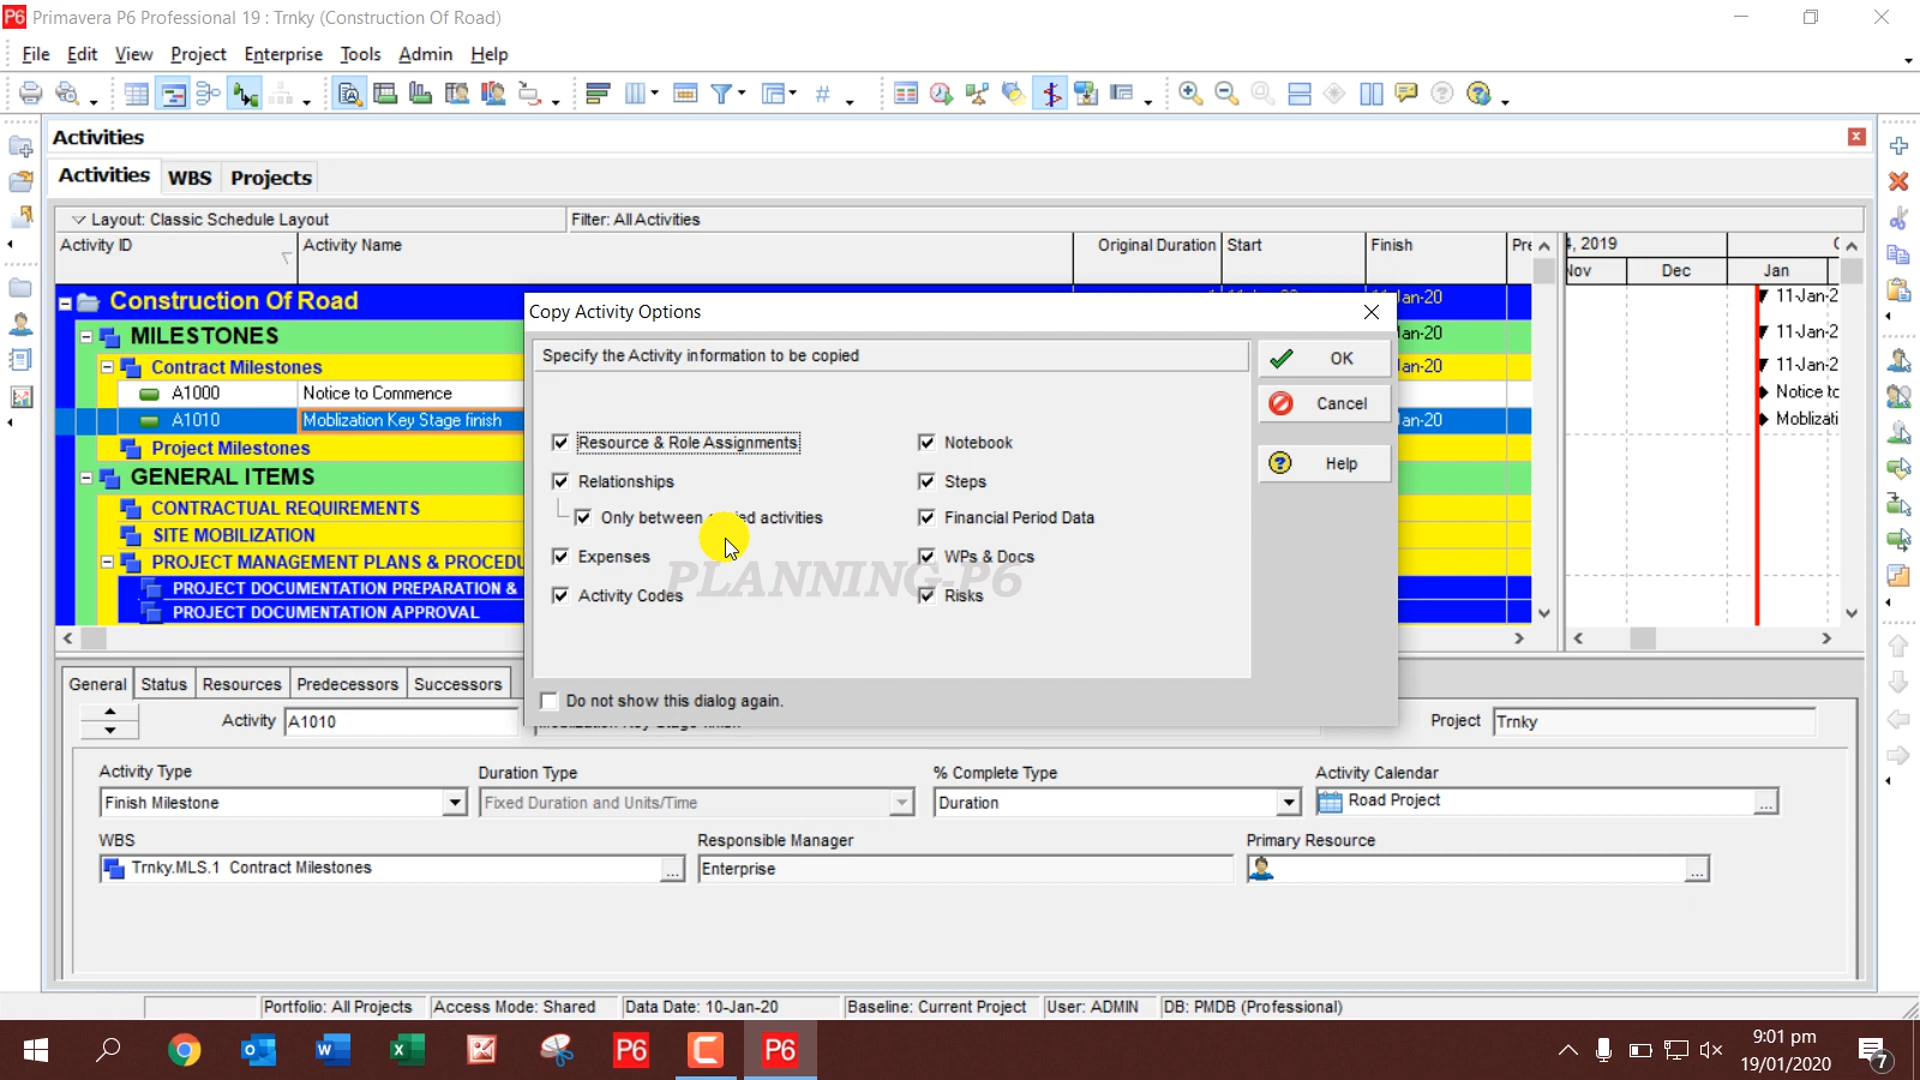 Primavera P6 Professional 19 : Trnky (Construction Of Road)
File Edit View Project Enterprise Tools Admin Help
Activities
Activities WBS Projects
Layout: Classic Schedule Layout Filter: All Activities
Activity ID Activity Name Original Duration Start Finish
2019
Dec Jan
Construction Of Road
MILESTONES
Contract Milestones
A1000 Notice to Commence
A1010 Moblization Key Stage finish
Project Milestones
GENERAL ITEMS
CONTRACTUAL REQUIREMENTS
SITE MOBILIZATION
PROJECT MANAGEMENT PLANS & PROCEDU
PROJECT DOCUMENTATION PREPARATION &
PROJECT DOCUMENTATION APPROVAL
11-Jan-2
11-Jan-2
11-Jan-2
Notice tc
Moblizati
Copy Activity Options
Specify the Activity information to be copied
OK
Cancel
Help
Resource & Role Assignments Notebook
Relationships Steps
Only between activities Financial Period Data
Expenses WPs & Docs
Activity Codes Risks
PLANNING-P6
Do not show this dialog again.
General Status Resources Predecessors Successors
Activity A1010 Project Trnky
Activity Type Duration Type % Complete Type Activity Calendar
Finish Milestone Fixed Duration and Units/Time Duration Road Project
WBS Responsible Manager Primary Resource
Trnky.MLS.1 Contract Milestones Enterprise
Portfolio: All Projects Access Mode: Shared Data Date: 10-Jan-20 Baseline: Current Project User: ADMIN DB: PMDB (Professional)
9:01 pm
19/01/2020
7